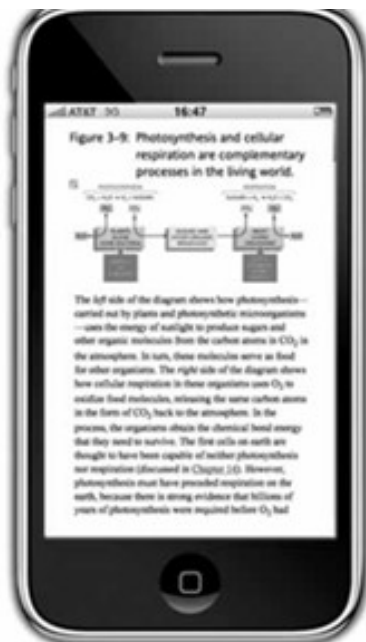 AT&T 3G 16:47
Figure 3–9: Photosynthesis and cellular
respiration are complementary
processes in the living world.
PHOTOSYNTHESIS RESPIRATION
The left side of the diagram shows how photosynthesis—
carried out by plants and photosynthetic microorganisms
—uses the energy of sunlight to produce sugars and
other organic molecules from the carbon atoms in CO₂ in
the atmosphere. In turn, these molecules serve as food
for other organisms. The right side of the diagram shows
how cellular respiration in these organisms uses O₂ to
oxidize food molecules, releasing the same carbon atoms
in the form of CO₂ back to the atmosphere. In the
process, the organisms obtain the chemical bond energy
that they need to survive. The first cells on earth are
thought to have been capable of neither photosynthesis
nor respiration (discussed in Chapter 14). However,
photosynthesis must have preceded respiration on the
earth, because there is strong evidence that billions of
years of photosynthesis were required before O₂ had